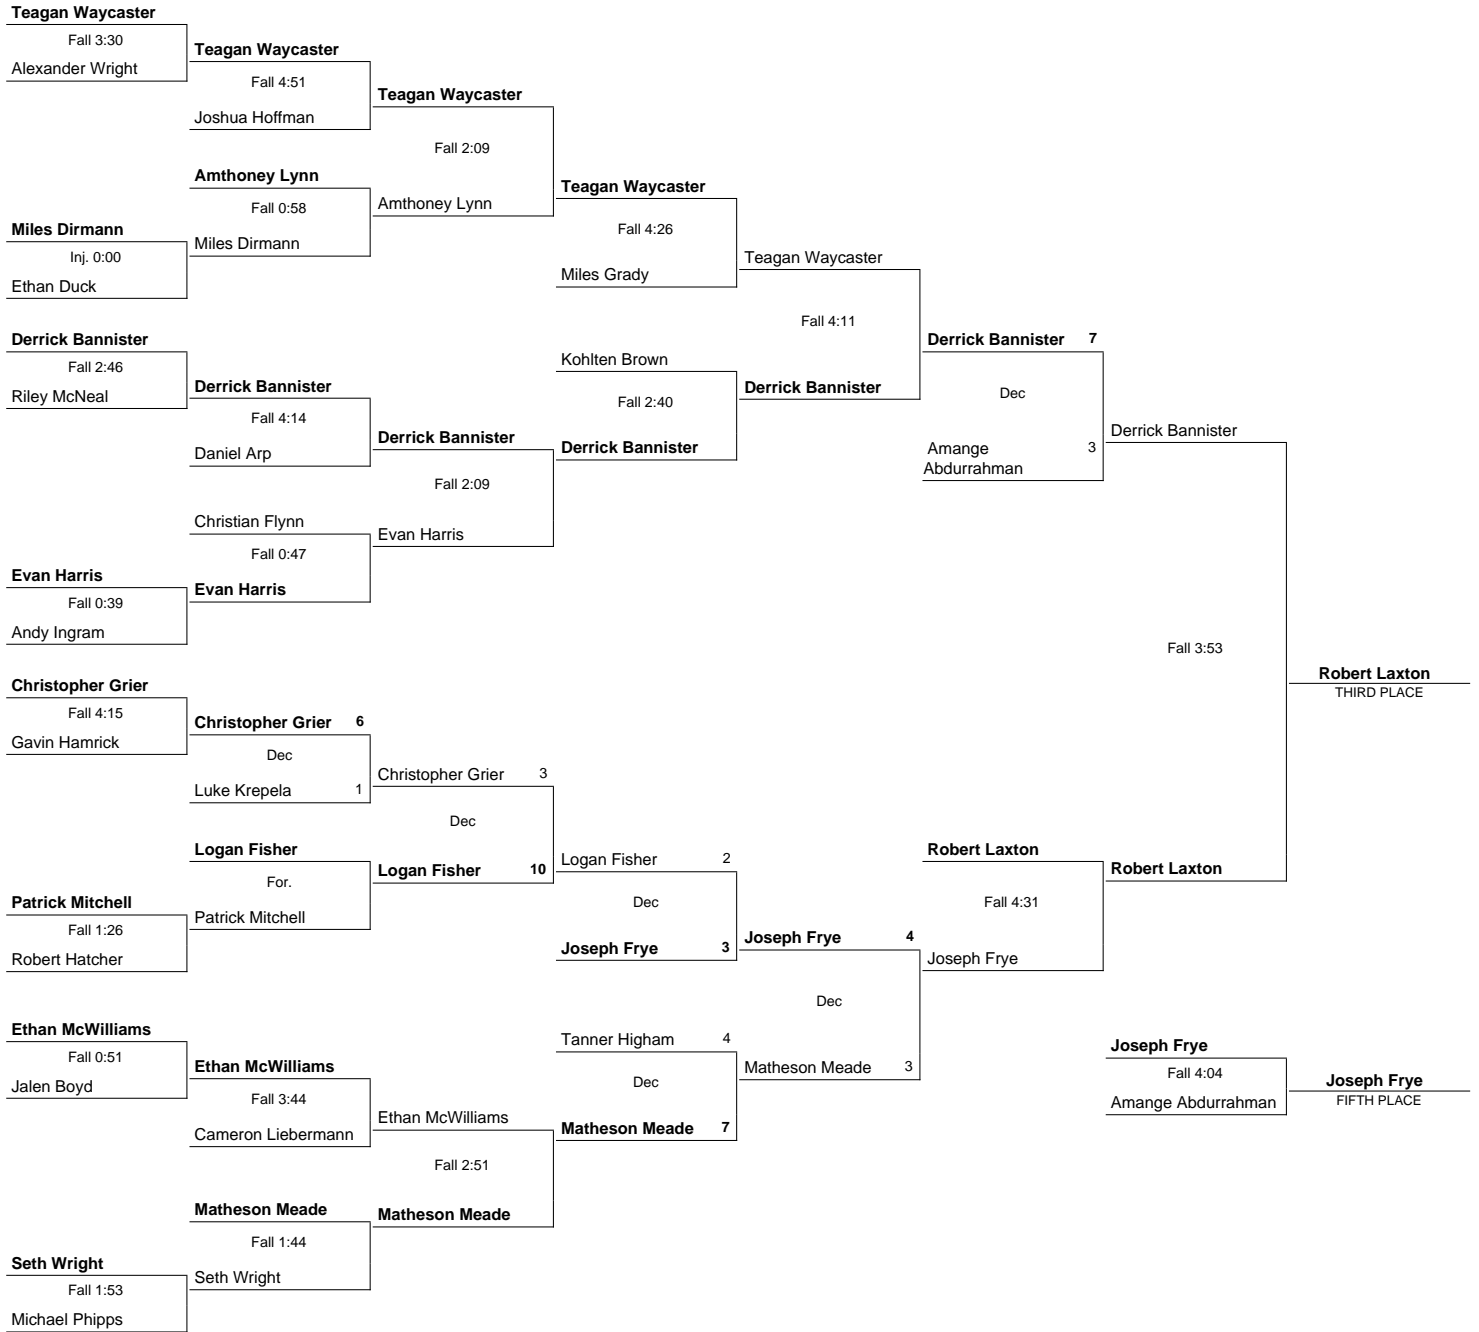 Teagan Waycaster
Fall 3:30
Alexander Wright
Teagan Waycaster
Fall 4:51
Joshua Hoffman
Teagan Waycaster
Fall 2:09
Amthoney Lynn
Amthoney Lynn
Fall 0:58
Miles Dirmann
Miles Dirmann
Inj. 0:00
Ethan Duck
Teagan Waycaster
Fall 4:26
Miles Grady
Teagan Waycaster
Fall 4:11
Derrick Bannister
Fall 2:46
Riley McNeal
Derrick Bannister
Fall 4:14
Daniel Arp
Derrick Bannister
Fall 2:09
Evan Harris
Christian Flynn
Fall 0:47
Evan Harris
Evan Harris
Fall 0:39
Andy Ingram
Kohlten Brown
Fall 2:40
Derrick Bannister
Derrick Bannister
Derrick Bannister 7
Dec
Amange 3
Abdurrahman
Derrick Bannister
Fall 3:53
Robert Laxton
THIRD PLACE
Christopher Grier
Fall 4:15
Gavin Hamrick
Christopher Grier 6
Dec
Luke Krepela 1
Christopher Grier 3
Dec
Logan Fisher 10
Logan Fisher
For.
Patrick Mitchell
Patrick Mitchell
Fall 1:26
Robert Hatcher
Logan Fisher 2
Dec
Joseph Frye 3
Joseph Frye 4
Dec
Matheson Meade 3
Robert Laxton
Fall 4:31
Joseph Frye
Robert Laxton
Ethan McWilliams
Fall 0:51
Jalen Boyd
Ethan McWilliams
Fall 3:44
Cameron Liebermann
Ethan McWilliams
Fall 2:51
Matheson Meade
Tanner Higham 4
Dec
Matheson Meade 7
Matheson Meade
Fall 1:44
Seth Wright
Seth Wright
Fall 1:53
Michael Phipps
Joseph Frye
Fall 4:04
Amange Abdurrahman
Joseph Frye
FIFTH PLACE